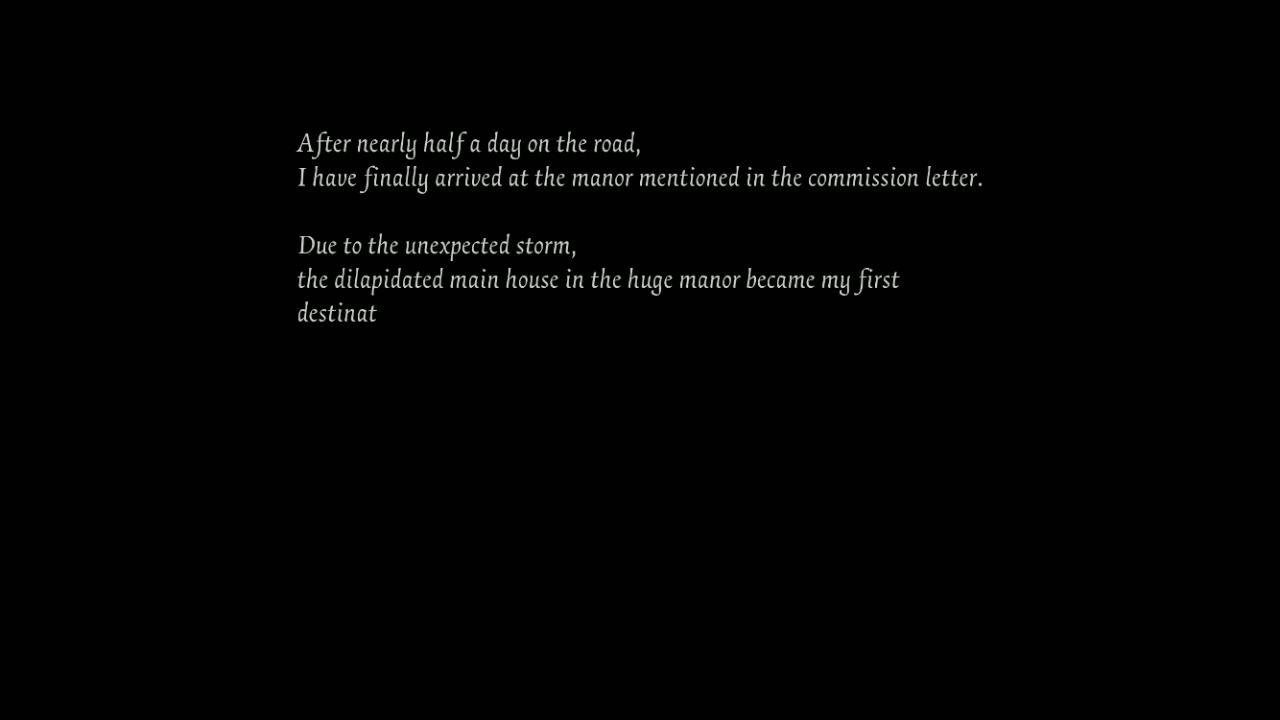 After nearly half a day on the road,
I have finally arrived at the manor mentioned in the commission letter.
Due to the unexpected storm,
the dilapidated main house in the huge manor became my first
destinat